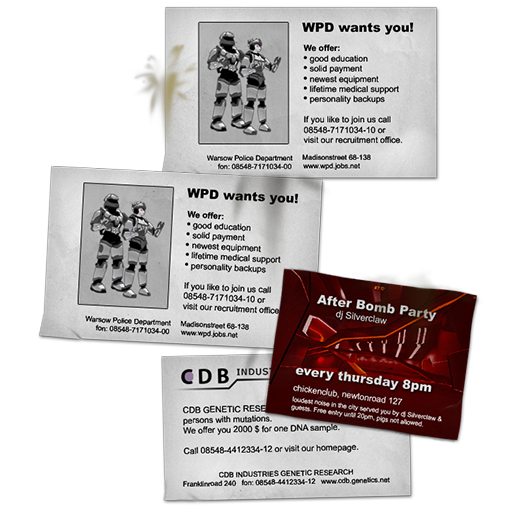 WPD wants you!
We offer:
• good education
• solid payment
• newest equipment
• lifetime medical support
• personality backups
If you like to join us call
08548-7171034-10 or
visit our recruitment office.
Warsow Police Department Madisonstreet 68-138
fon: 08548-7171034-00 www.wpd.jobs.net
WPD wants you!
We offer:
• good education
• solid payment
• newest equipment
• lifetime medical support
• personality backups
If you like to join us call
08548-7171034-10 or
visit our recruitment office
Warsow Police Department Madisonstreet 68-138
fon: 08548-7171034-00 www.wpd.jobs.net
After Bomb Party
dj Silverclaw
every thursday 8pm
chickenclub, newtonroad 127
loudest noise in the city served you by dj Silverclaw &
guests. Free entry until 20pm, pigs not allowed.
CDB INDUS
CDB GENETIC RESE
persons with mutations.
We offer you 2000 $ for one DNA sample.
Call 08548-4412334-12 or visit our homepage.
CDB INDUSTRIES GENETIC RESEARCH
Franklinroad 240 fon: 08548-4412334-12 www.cdb.genetics.net